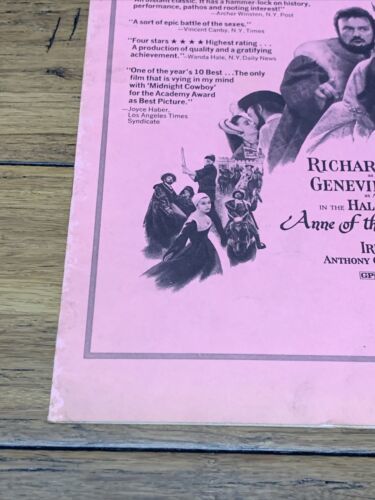 instant classic. It has a hammer-lock on history,
performance, pathos and rooting interest!"
—Archer Winsten, N.Y. Post
"A sort of epic battle of the sexes."
—Vincent Canby, N.Y. Times
"Four stars ★★★★ Highest rating...
A production of quality and a gratifying
achievement."—Wanda Hale, N.Y. Daily News
"One of the year's 10 Best...The only
film that is vying in my mind
with 'Midnight Cowboy'
for the Academy Award
as Best Picture."
—Joyce Haber,
Los Angeles Times
Syndicate
RICHAR
as
GENEVI
as
IN THE HAL
Anne of th
IR
ANTHONY
GP